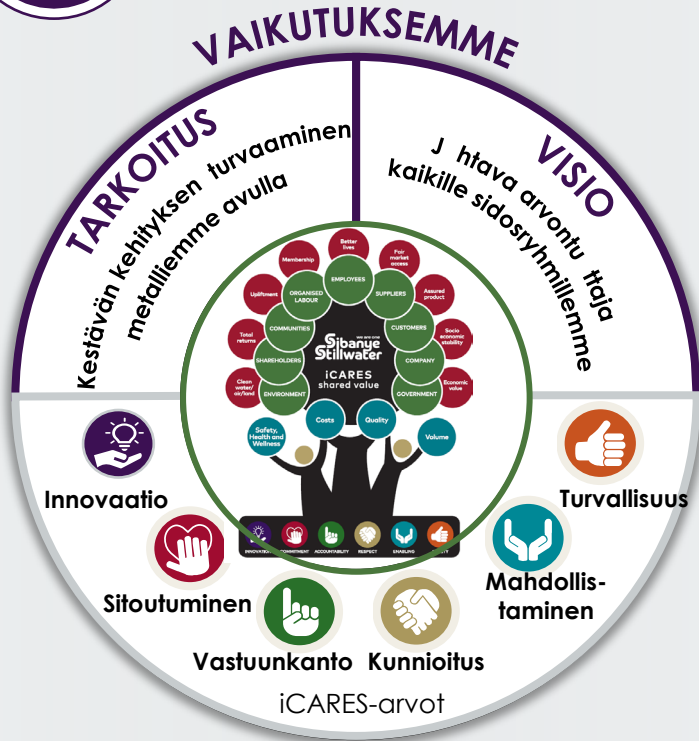 VAIKUTUKSEMME
TARKOITUS
Kestävän kehityksen turvaaminen
metalliemme avulla
VISIO
J htava arvontu ttaja
kaikille sidosryhmillemme
Better lives
Membership
Fair market access
Upliftment
EMPLOYEES
Assured product
ORGANISED LABOUR
SUPPLIERS
Total returns
COMMUNITIES
CUSTOMERS
Socio economic stability
WE ARE ONE
Sibanye Stillwater
iCARES
shared value
SHAREHOLDERS
COMPANY
Clean water/ air/land
ENVIRONMENT
GOVERNMENT
Economic value
Safety, Health and Wellness
Costs
Quality
Volume
INNOVATION
COMMITMENT
ACCOUNTABILITY
RESPECT
ENABLING
Innovaatio
Turvallisuus
Sitoutuminen
Mahdollis-
taminen
Vastuunkanto
Kunnioitus
iCARES-arvot